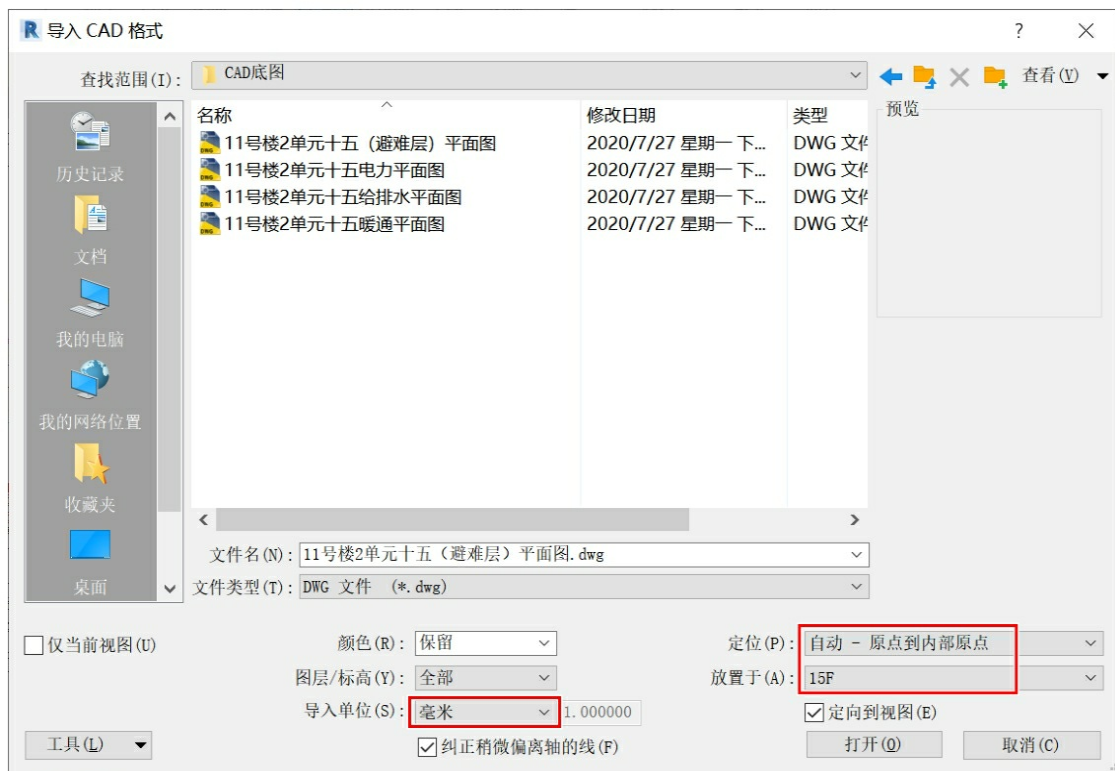 R 导入 CAD 格式 ? ×
查找范围(I): CAD底图 查看(V)
名称 修改日期 类型 预览
11号楼2单元十五（避难层）平面图 2020/7/27 星期一 下... DWG 文件
11号楼2单元十五电力平面图 2020/7/27 星期一 下... DWG 文件
11号楼2单元十五给排水平面图 2020/7/27 星期一 下... DWG 文件
11号楼2单元十五暖通平面图 2020/7/27 星期一 下... DWG 文件
历史记录
文档
我的电脑
我的网络位置
收藏夹
桌面
文件名(N): 11号楼2单元十五（避难层）平面图.dwg
文件类型(T): DWG 文件 (*.dwg)
仅当前视图(U) 颜色(R): 保留 定位(P): 自动 - 原点到内部原点
图层/标高(Y): 全部 放置于(A): 15F
导入单位(S): 毫米 1.000000 定向到视图(E)
工具(L) 纠正稍微偏离轴的线(F) 打开(O) 取消(C)